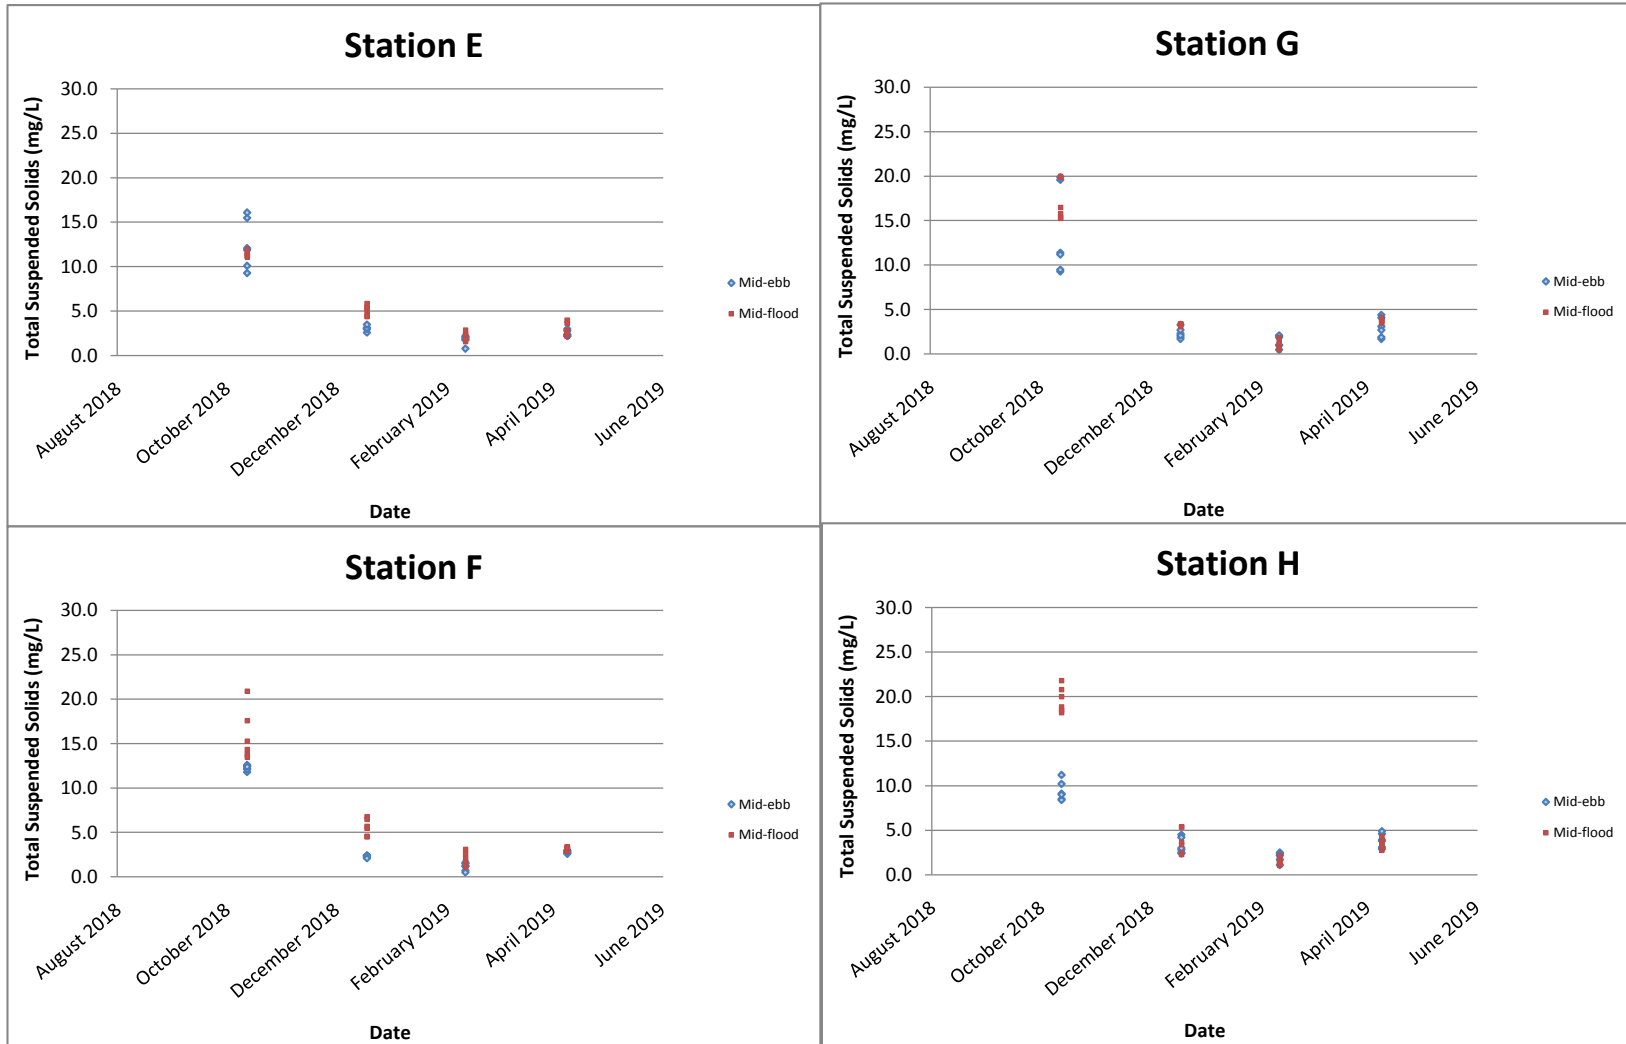 Station E
Total Suspended Solids (mg/L)
30.0
25.0
20.0
15.0
10.0
5.0
0.0
August 2018
October 2018
December 2018
February 2019
April 2019
June 2019
Date
Mid-ebb
Mid-flood
Station G
Total Suspended Solids (mg/L)
30.0
25.0
20.0
15.0
10.0
5.0
0.0
August 2018
October 2018
December 2018
February 2019
April 2019
June 2019
Date
Mid-ebb
Mid-flood
Station F
Total Suspended Solids (mg/L)
30.0
25.0
20.0
15.0
10.0
5.0
0.0
August 2018
October 2018
December 2018
February 2019
April 2019
June 2019
Date
Mid-ebb
Mid-flood
Station H
Total Suspended Solids (mg/L)
30.0
25.0
20.0
15.0
10.0
5.0
0.0
August 2018
October 2018
December 2018
February 2019
April 2019
June 2019
Date
Mid-ebb
Mid-flood